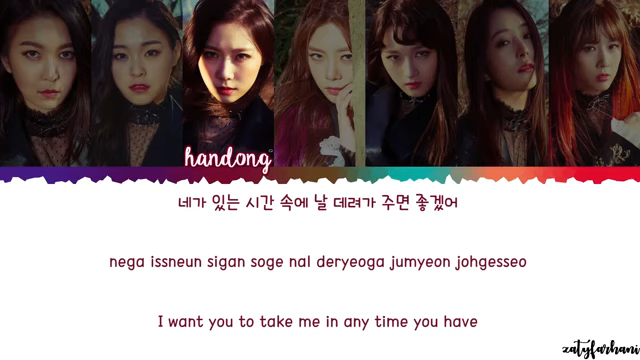 handong
네가 있는 시간 속에 날 데려가 주면 좋겠어
nega issneun sigan soge nal deryeoga jumyeon johgesseo
I want you to take me in any time you have
zatyfarhani